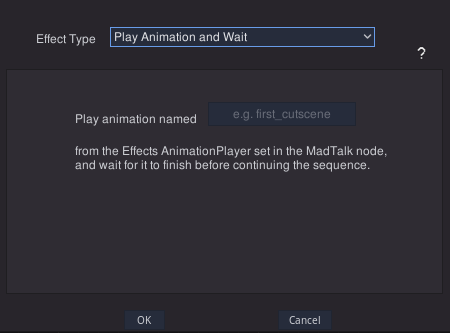 Effect Type
Play Animation and Wait
?
Play animation named
e.g. first_cutscene
from the Effects AnimationPlayer set in the MadTalk node,
and wait for it to finish before continuing the sequence.
OK
Cancel